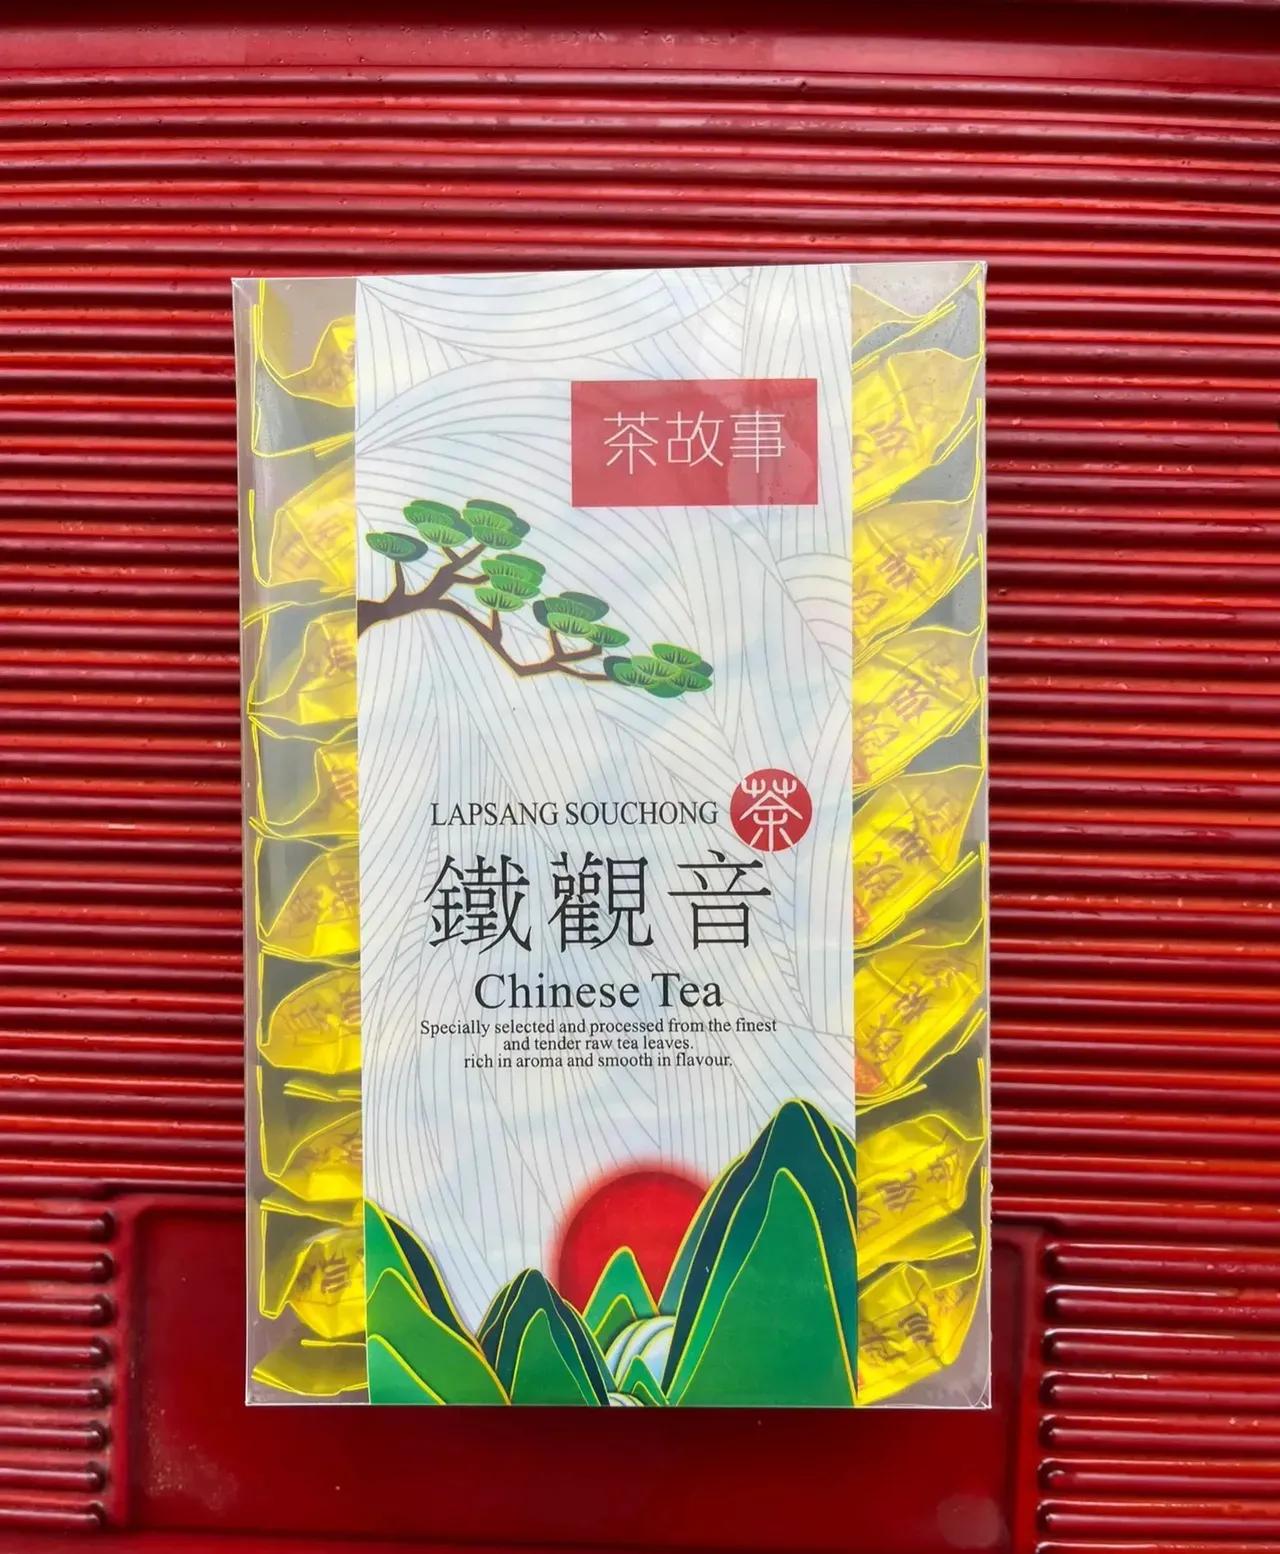 茶故事
LAPSANG SOUCHONG
茶
鐵觀音
Chinese Tea
Specially selected and processed from the finest
and tender raw tea leaves.
rich in aroma and smooth in flavour.